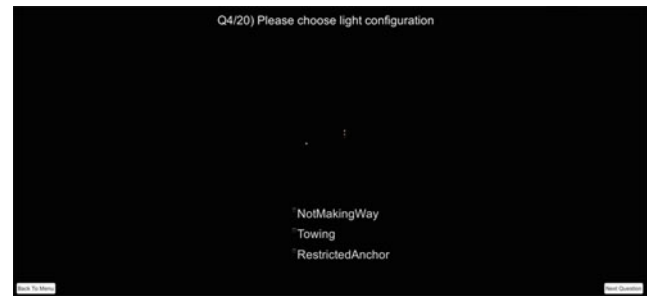 Q4/20) Please choose light configuration
NotMakingWay
Towing
RestrictedAnchor
Back To Menu
Next Question